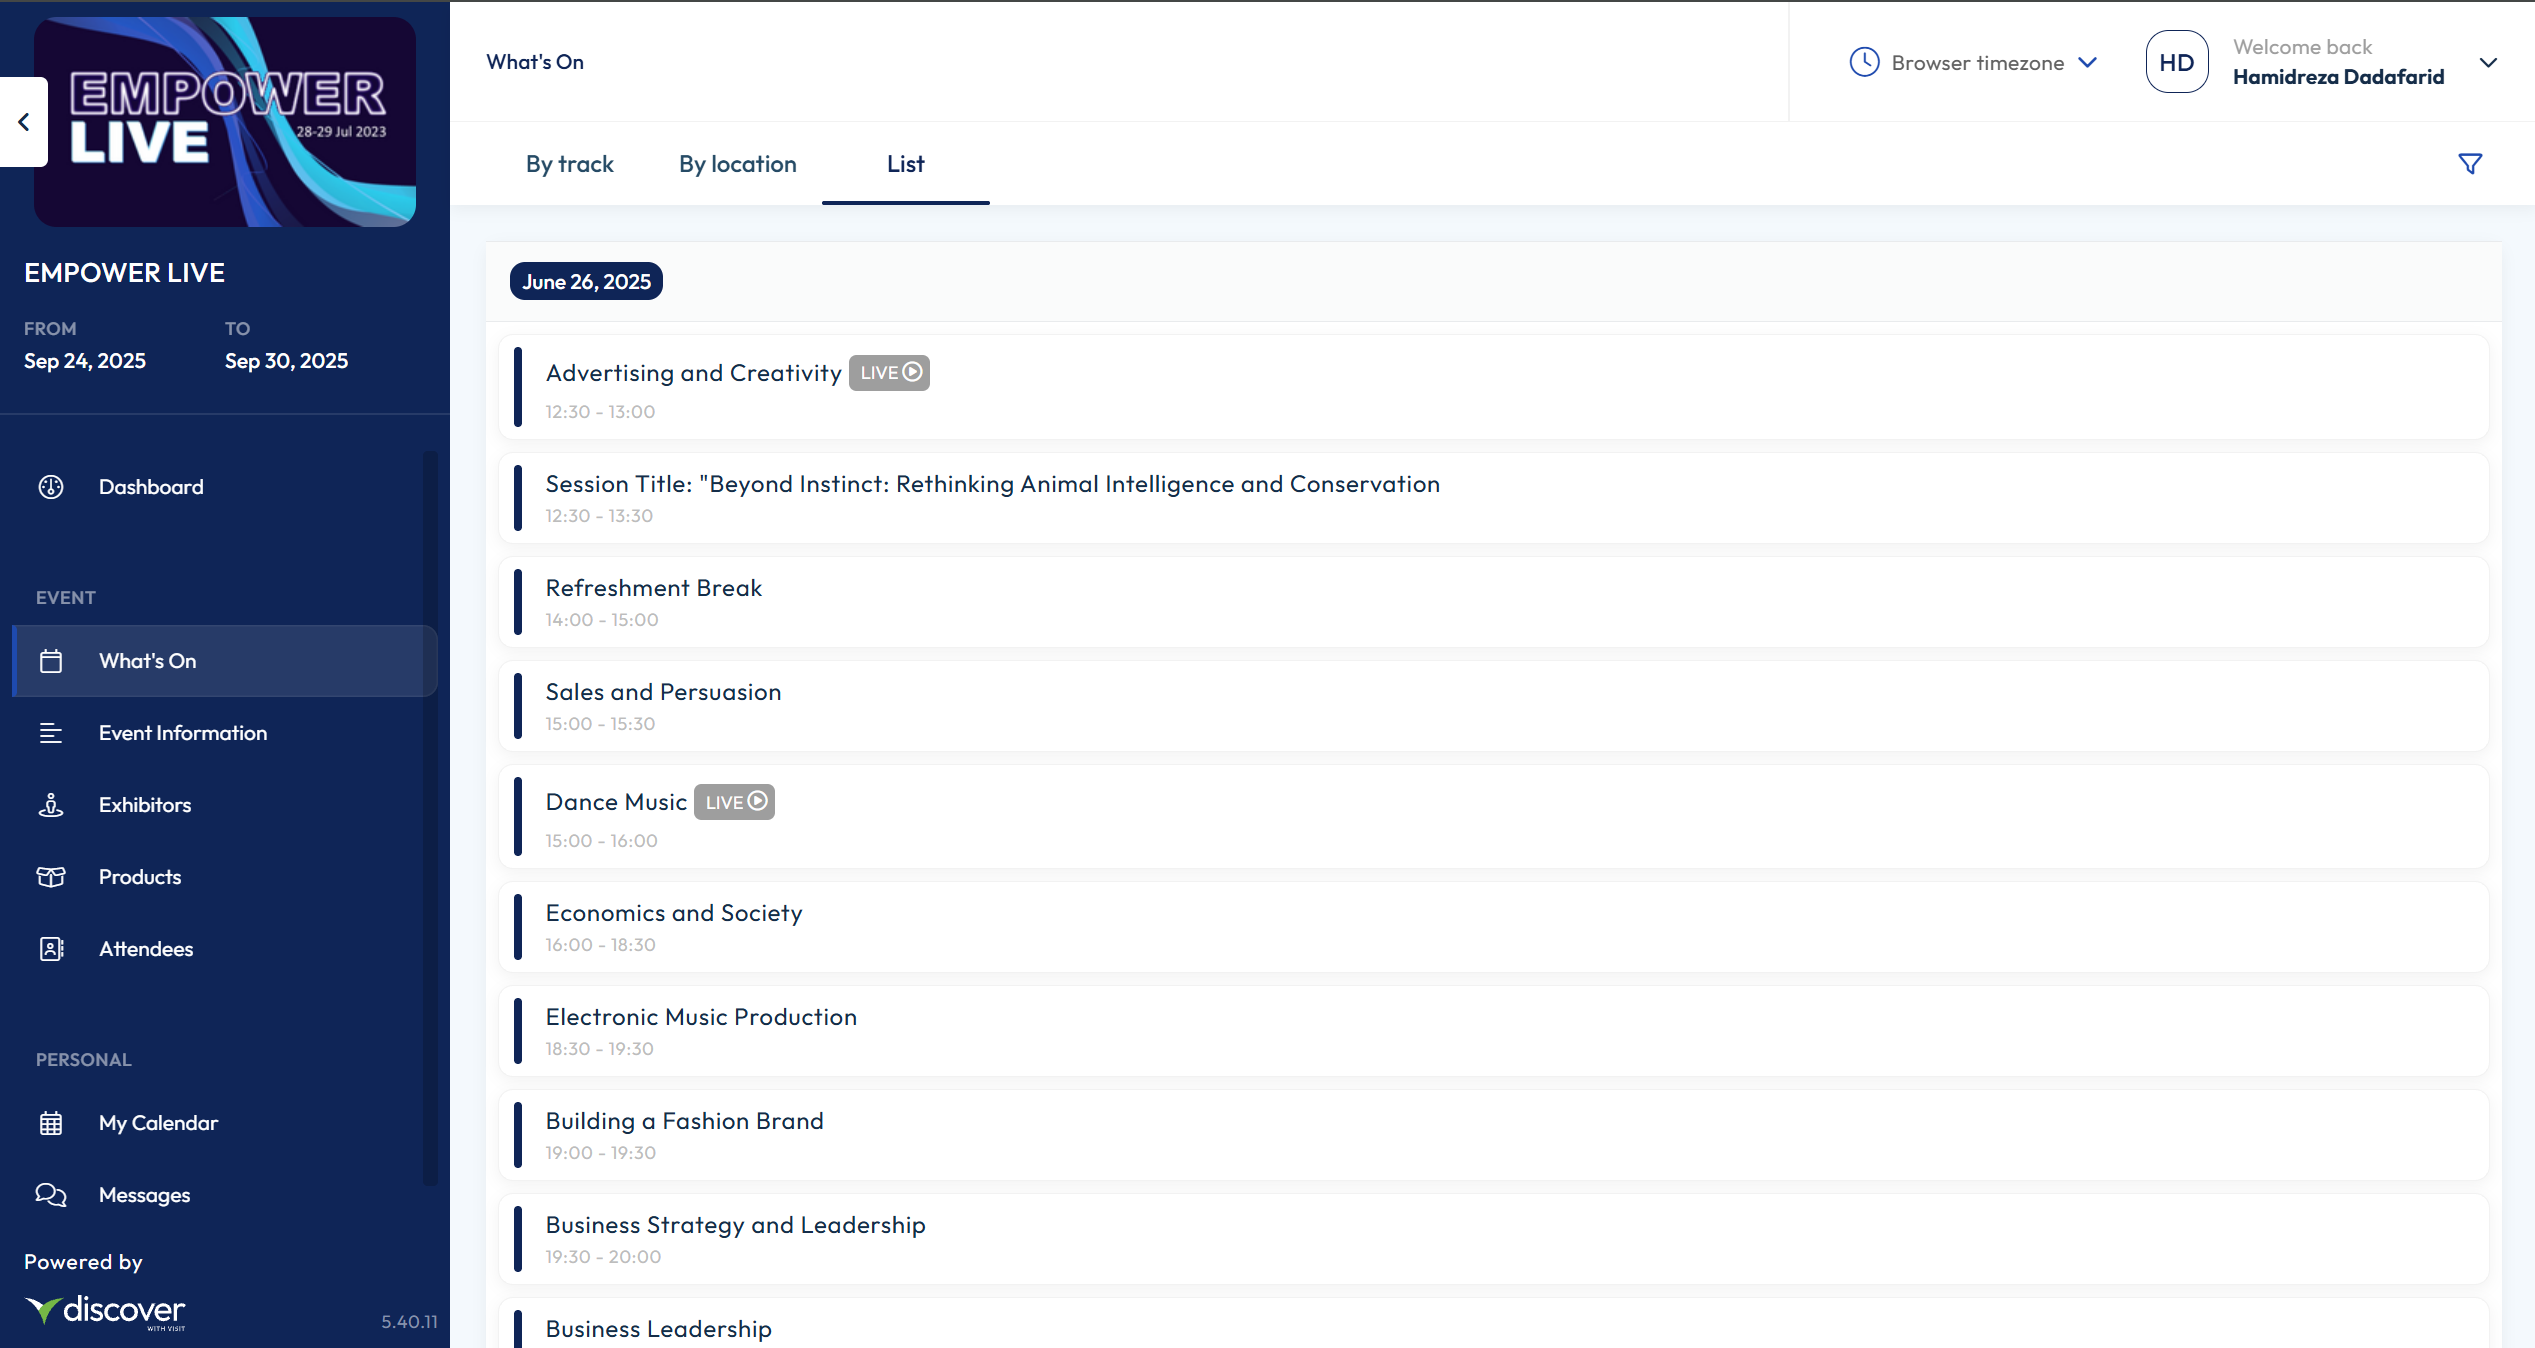 EMPOWER
LIVE
28-29 Jul 2023
EMPOWER LIVE
FROM
TO
Sep 24, 2025
Sep 30, 2025
Dashboard
EVENT
What's On
Event Information
Exhibitors
Products
Attendees
PERSONAL
My Calendar
Messages
Powered by
discover
WITH VISIT
5.40.11
What's On
Browser timezone
HD
Welcome back
Hamidreza Dadafarid
By track
By location
List
June 26, 2025
Advertising and Creativity LIVE
12:30 - 13:00
Session Title: "Beyond Instinct: Rethinking Animal Intelligence and Conservation
12:30 - 13:30
Refreshment Break
14:00 - 15:00
Sales and Persuasion
15:00 - 15:30
Dance Music LIVE
15:00 - 16:00
Economics and Society
16:00 - 18:30
Electronic Music Production
18:30 - 19:30
Building a Fashion Brand
19:00 - 19:30
Business Strategy and Leadership
19:30 - 20:00
Business Leadership